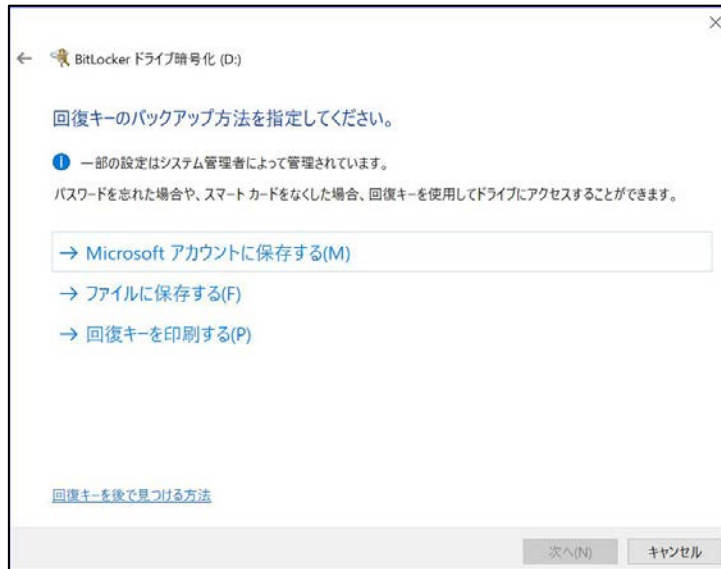 BitLocker ドライブ暗号化 (D:)
回復キーのバックアップ方法を指定してください。
一部の設定はシステム管理者によって管理されています。
パスワードを忘れた場合や、スマート カードをなくした場合、回復キーを使用してドライブにアクセスすることができます。
→ Microsoft アカウントに保存する(M)
→ ファイルに保存する(F)
→ 回復キーを印刷する(P)
回復キーを後で見つける方法
次へ(N) キャンセル